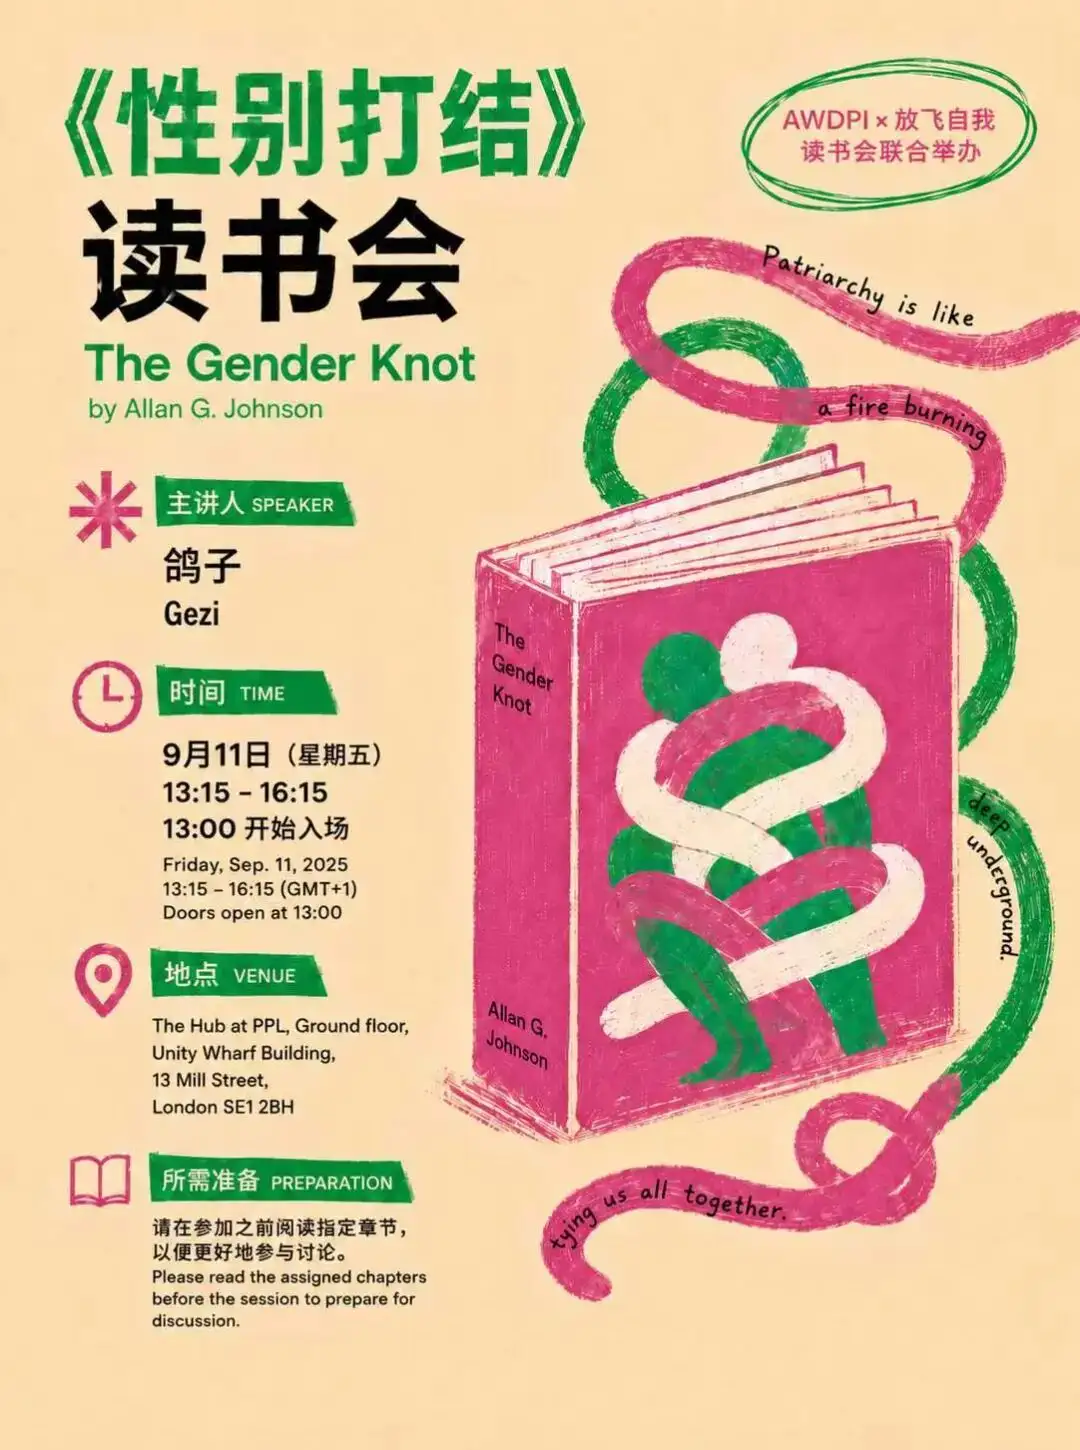 《性别打结》
读书会
The Gender Knot
by Allan G. Johnson
AWDPI × 放飞自我
读书会联合举办
Patriarchy is like
a fire burning
deep
underground.
tying us all together.
The
Gender
Knot
Allan G.
Johnson
主讲人 SPEAKER
鸽子
Gezi
时间 TIME
9月11日（星期五）
13:15 – 16:15
13:00 开始入场
Friday, Sep. 11, 2025
13:15 – 16:15 (GMT+1)
Doors open at 13:00
地点 VENUE
The Hub at PPL, Ground floor,
Unity Wharf Building,
13 Mill Street,
London SE1 2BH
所需准备 PREPARATION
请在参加之前阅读指定章节，
以便更好地参与讨论。
Please read the assigned chapters
before the session to prepare for
discussion.